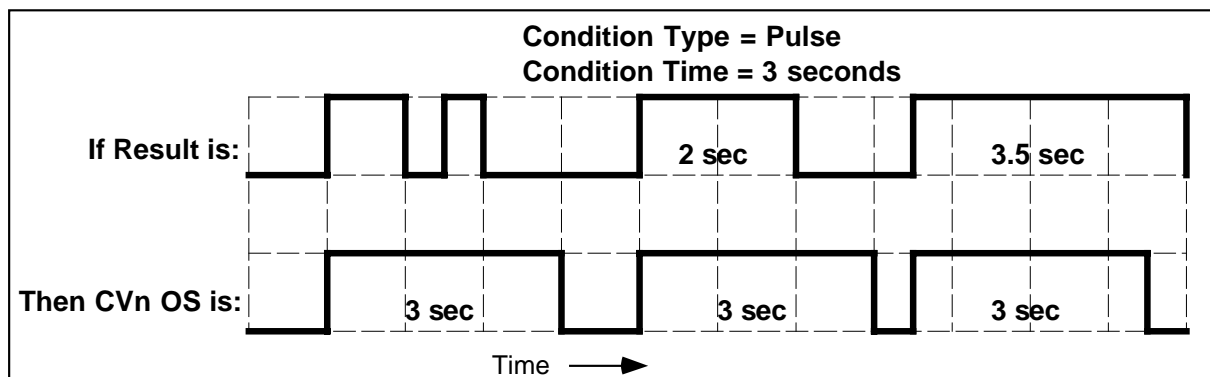 Condition Type = Pulse
Condition Time = 3 seconds
If Result is:
2 sec
3.5 sec
Then CVn OS is:
3 sec
3 sec
3 sec
Time